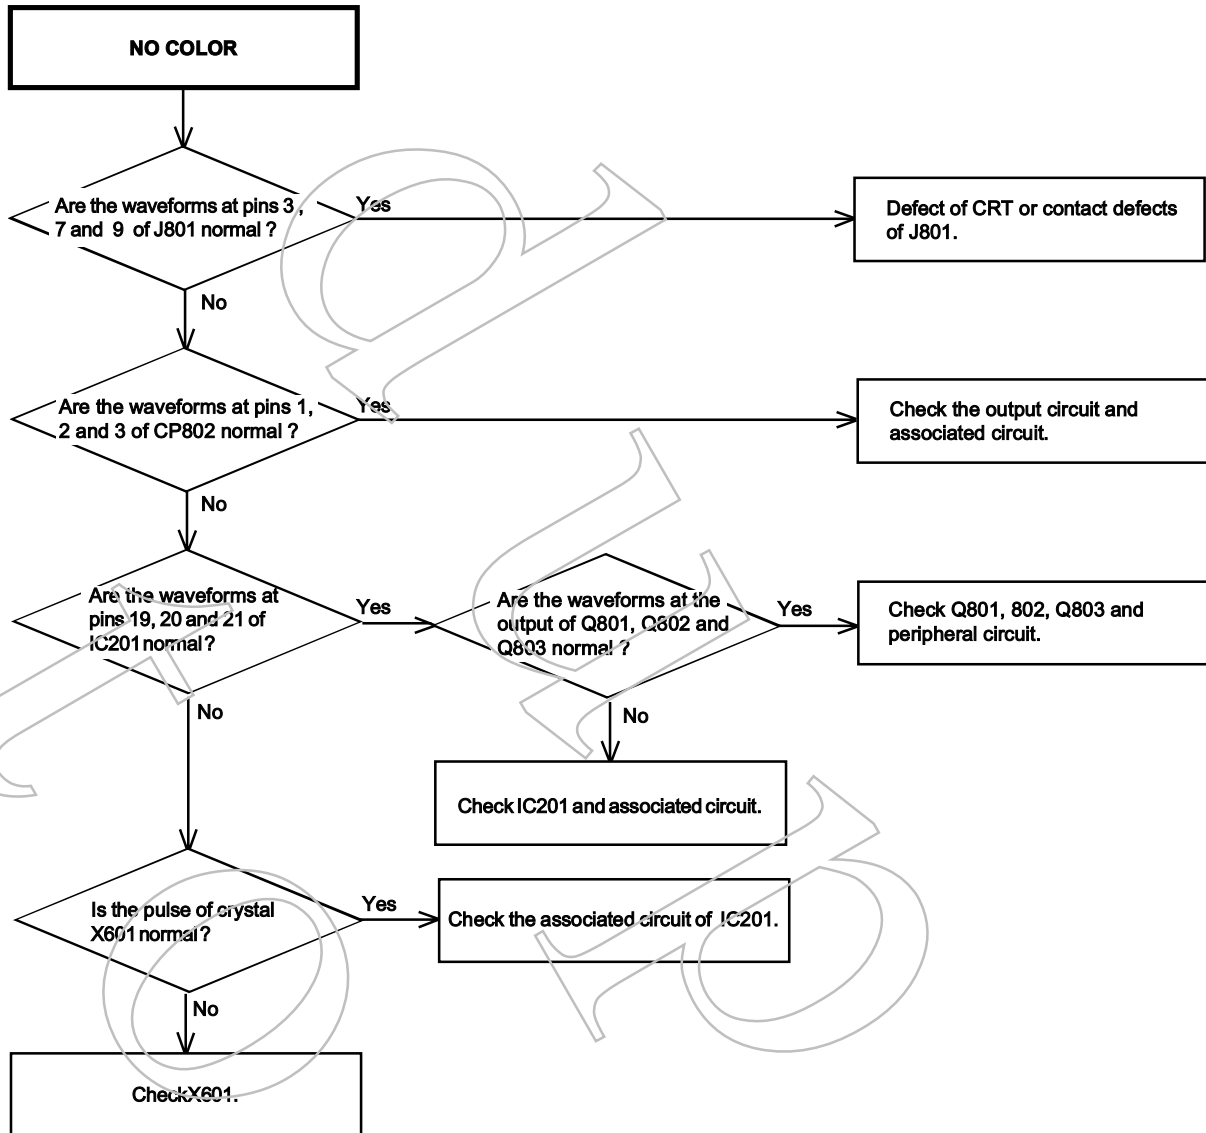 NO COLOR
Are the waveforms at pins 3 ,
7 and 9 of J801 normal ?
Yes
Defect of CRT or contact defects
of J801.
No
Are the waveforms at pins 1,
2 and 3 of CP802 normal ?
Yes
Check the output circuit and
associated circuit.
No
Are the waveforms at
pins 19, 20 and 21 of
IC201 normal ?
Yes
Are the waveforms at the
output of Q801, Q802 and
Q803 normal ?
Yes
Check Q801, 802, Q803 and
peripheral circuit.
No
No
Check IC201 and associated circuit.
Is the pulse of crystal
X601 normal ?
Yes
Check the associated circuit of IC201.
No
CheckX601.